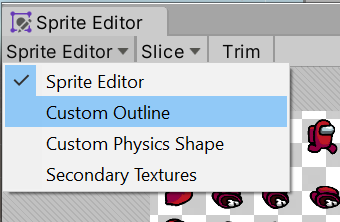 Sprite Editor
Sprite Editor Slice Trim
Sprite Editor
Custom Outline
Custom Physics Shape
Secondary Textures